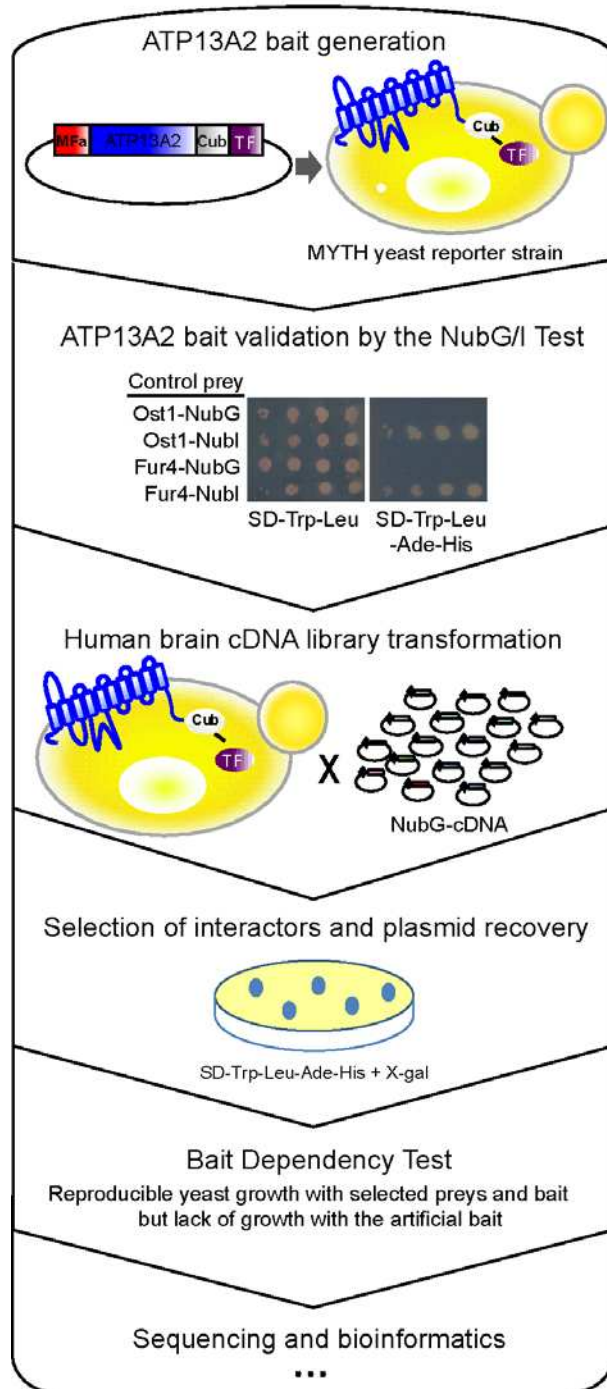 ATP13A2 bait generation
MFa ATP13A2 Cub TF
Cub
TF
MYTH yeast reporter strain
ATP13A2 bait validation by the NubG/I Test
Control prey
Ost1-NubG
Ost1-NubI
Fur4-NubG
Fur4-NubI
SD-Trp-Leu SD-Trp-Leu
-Ade-His
Human brain cDNA library transformation
Cub
TF
X
NubG-cDNA
Selection of interactors and plasmid recovery
SD-Trp-Leu-Ade-His + X-gal
Bait Dependency Test
Reproducible yeast growth with selected preys and bait
but lack of growth with the artificial bait
Sequencing and bioinformatics
...